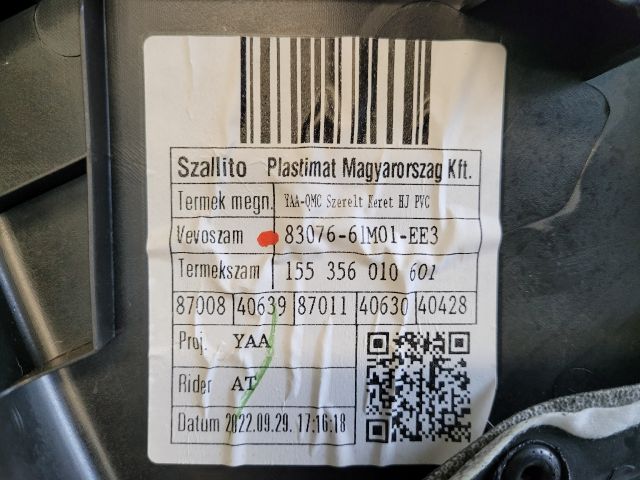 Szallito Plastimat Magyarorszag Kft.
Termek megn. YAA-QMC Szerelt Keret HJ PVC
Vevoszam 83076-61M01-EE3
Termekszam 155 356 010 601
87008 40639 87011 40630 40428
Proj. YAA
Rider AT
Datum 2022.09.29. 17:16:18